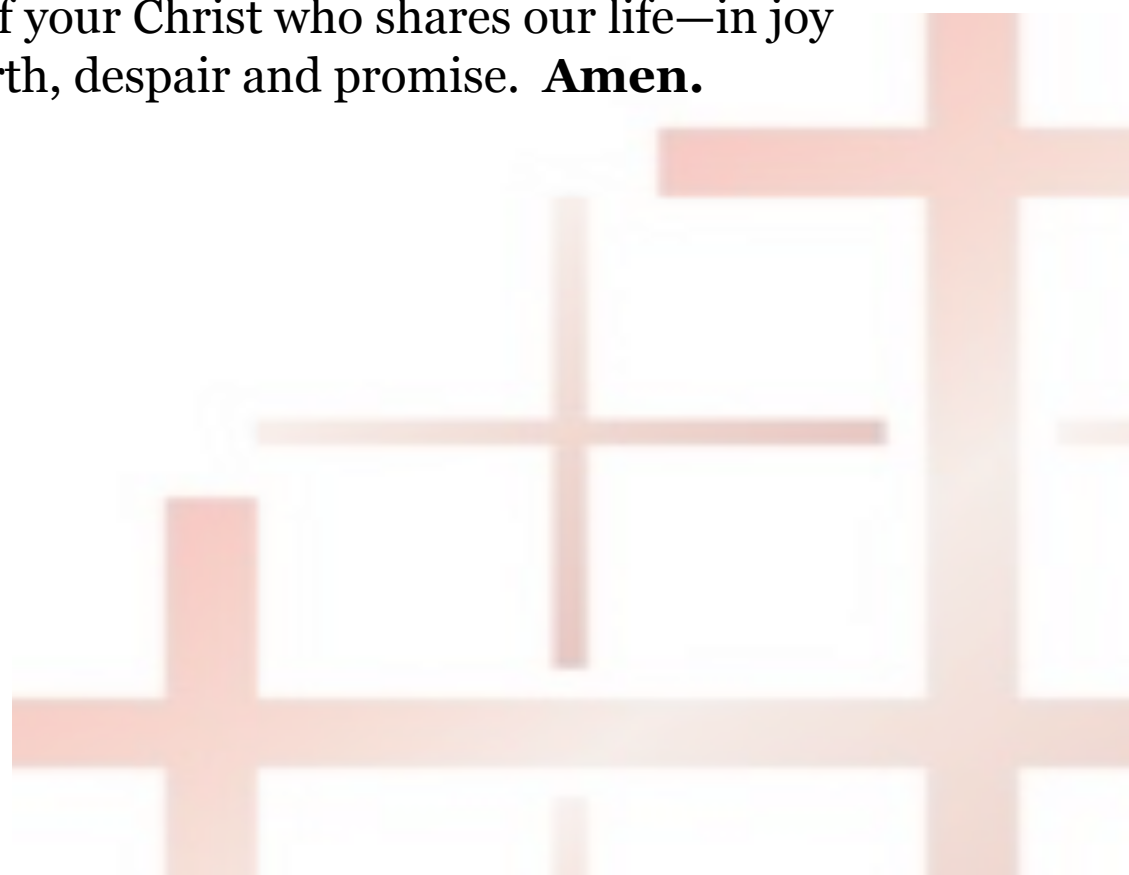 f your Christ who shares our life—in joy
rth, despair and promise. Amen.